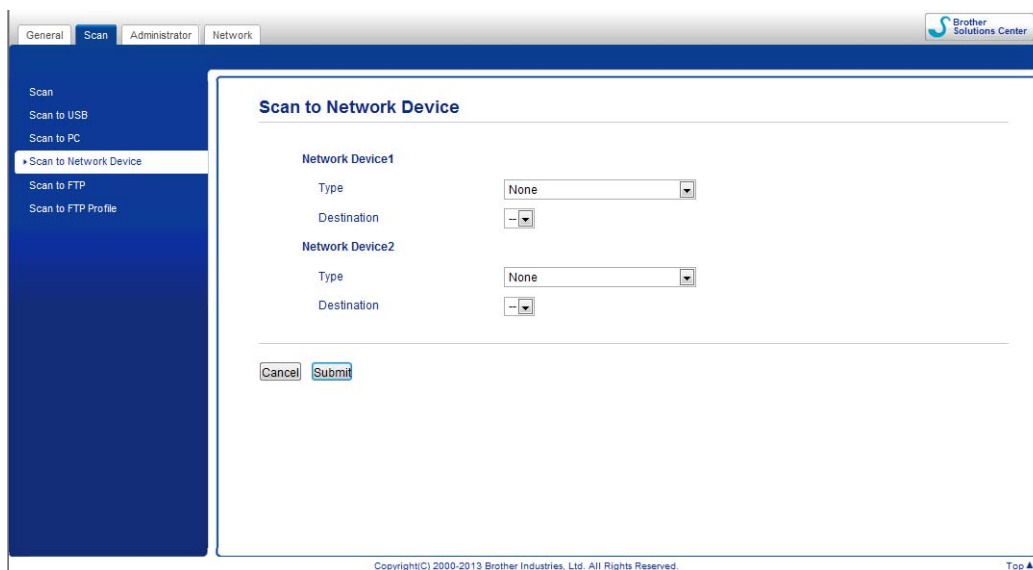 General Scan Administrator Network
Brother
Solutions Center
Scan
Scan to USB
Scan to PC
Scan to Network Device
Scan to FTP
Scan to FTP Profile
Scan to Network Device
Network Device1
Type None
Destination --
Network Device2
Type None
Destination --
Cancel Submit
Copyright(C) 2000-2013 Brother Industries, Ltd. All Rights Reserved. Top▲